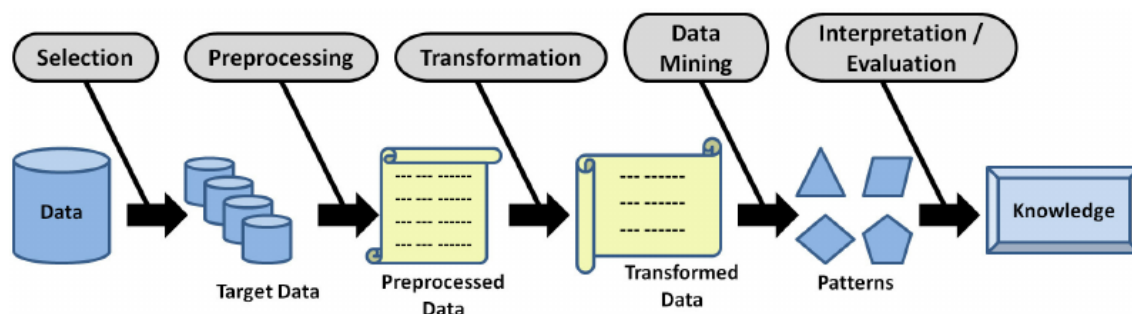 Selection
Preprocessing
Transformation
Data
Mining
Interpretation /
Evaluation
Data
Target Data
Preprocessed
Data
Transformed
Data
Patterns
Knowledge